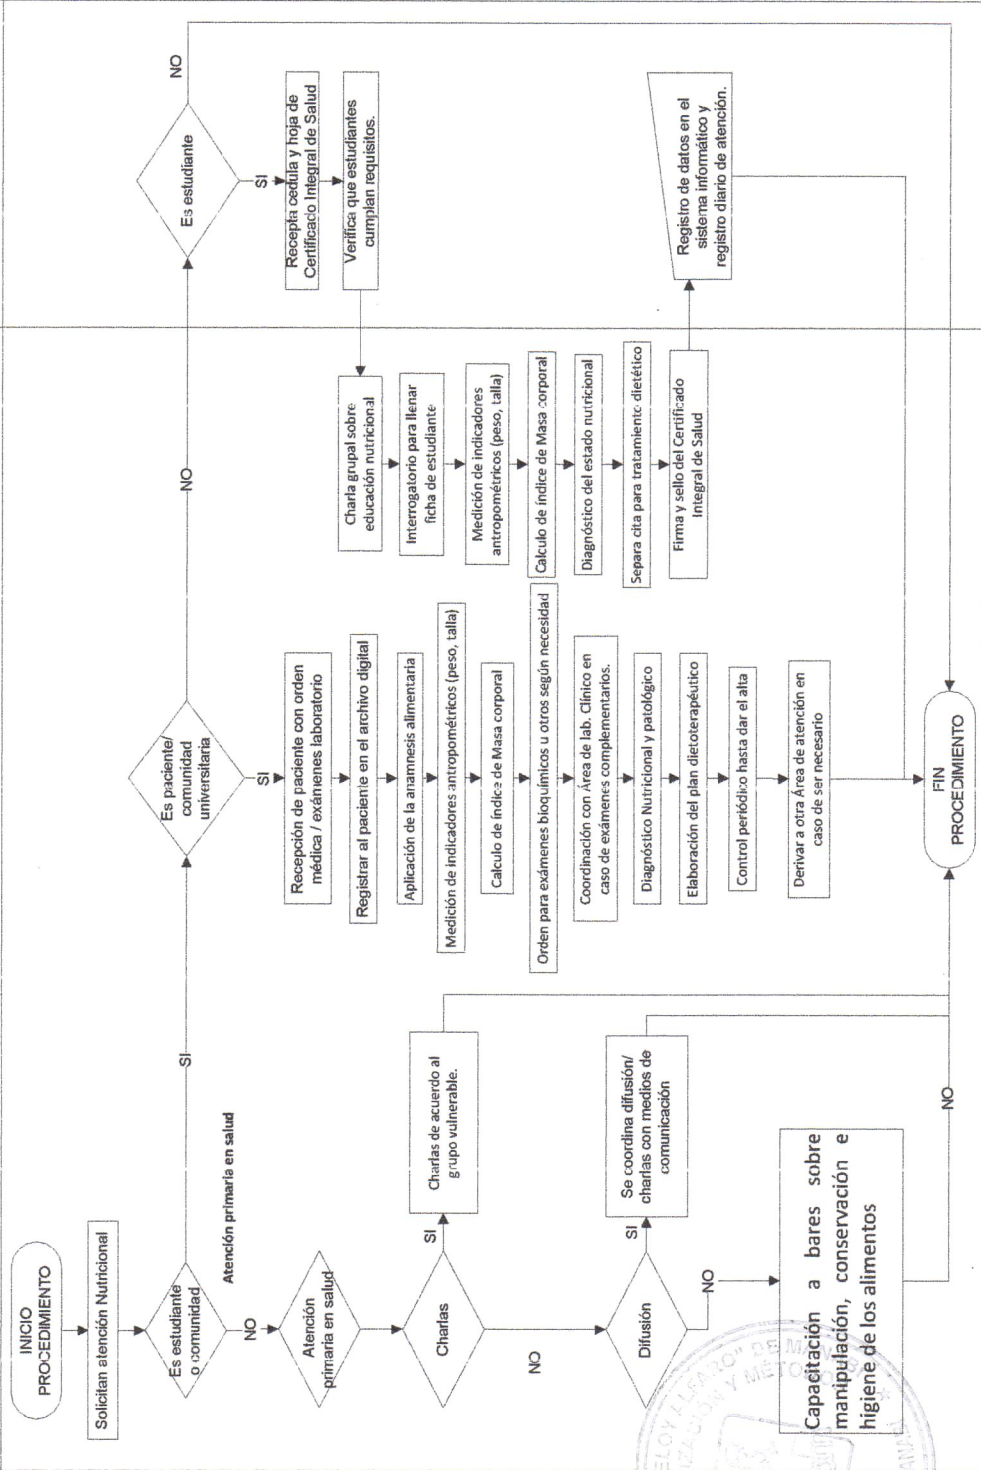 INICIO
PROCEDIMIENTO
Solicitan atención Nutricional
Es estudiante
o comunidad
SI
NO
Atención primaria en salud
Atención
primaria en salud
Charlas
SI
Charlas de acuerdo al
grupo vulnerable.
NO
Difusión
SI
Se coordina difusión/
charlas con medios de
comunicación
NO
Capacitación a bares sobre
manipulación, conservación e
higiene de los alimentos
NO
Es paciente/
comunidad
universitaria
NO
SI
Recepción de paciente con orden
médica / exámenes laboratorio
Registrar al paciente en el archivo digital
Aplicación de la anamnesis alimentaria
Medición de indicadores antropométricos (peso, talla)
Calculo de índice de Masa corporal
Orden para exámenes bioquímicos u otros según necesidad
Coordinación con Área de lab. Clínico en
caso de exámenes complementarios.
Diagnóstico Nutricional y patológico
Elaboración del plan dietoterapéutico
Control periódico hasta dar el alta
Derivar a otra Área de atención en
caso de ser necesario
FIN
PROCEDIMIENTO
Es estudiante
NO
SI
Recepta cedula y hoja de
Certificado Integral de Salud
Verifica que estudiantes
cumplan requisitos.
Charla grupal sobre
educación nutricional
Interrogatorio para llenar
ficha de estudiante
Medición de indicadores
antropométricos (peso, talla)
Calculo de índice de Masa corporal
Diagnóstico del estado nutricional
Separa cita para tratamiento dietético
Firma y sello del Certificado
Integral de Salud
Registro de datos en el
sistema informático y
registro diario de atención.